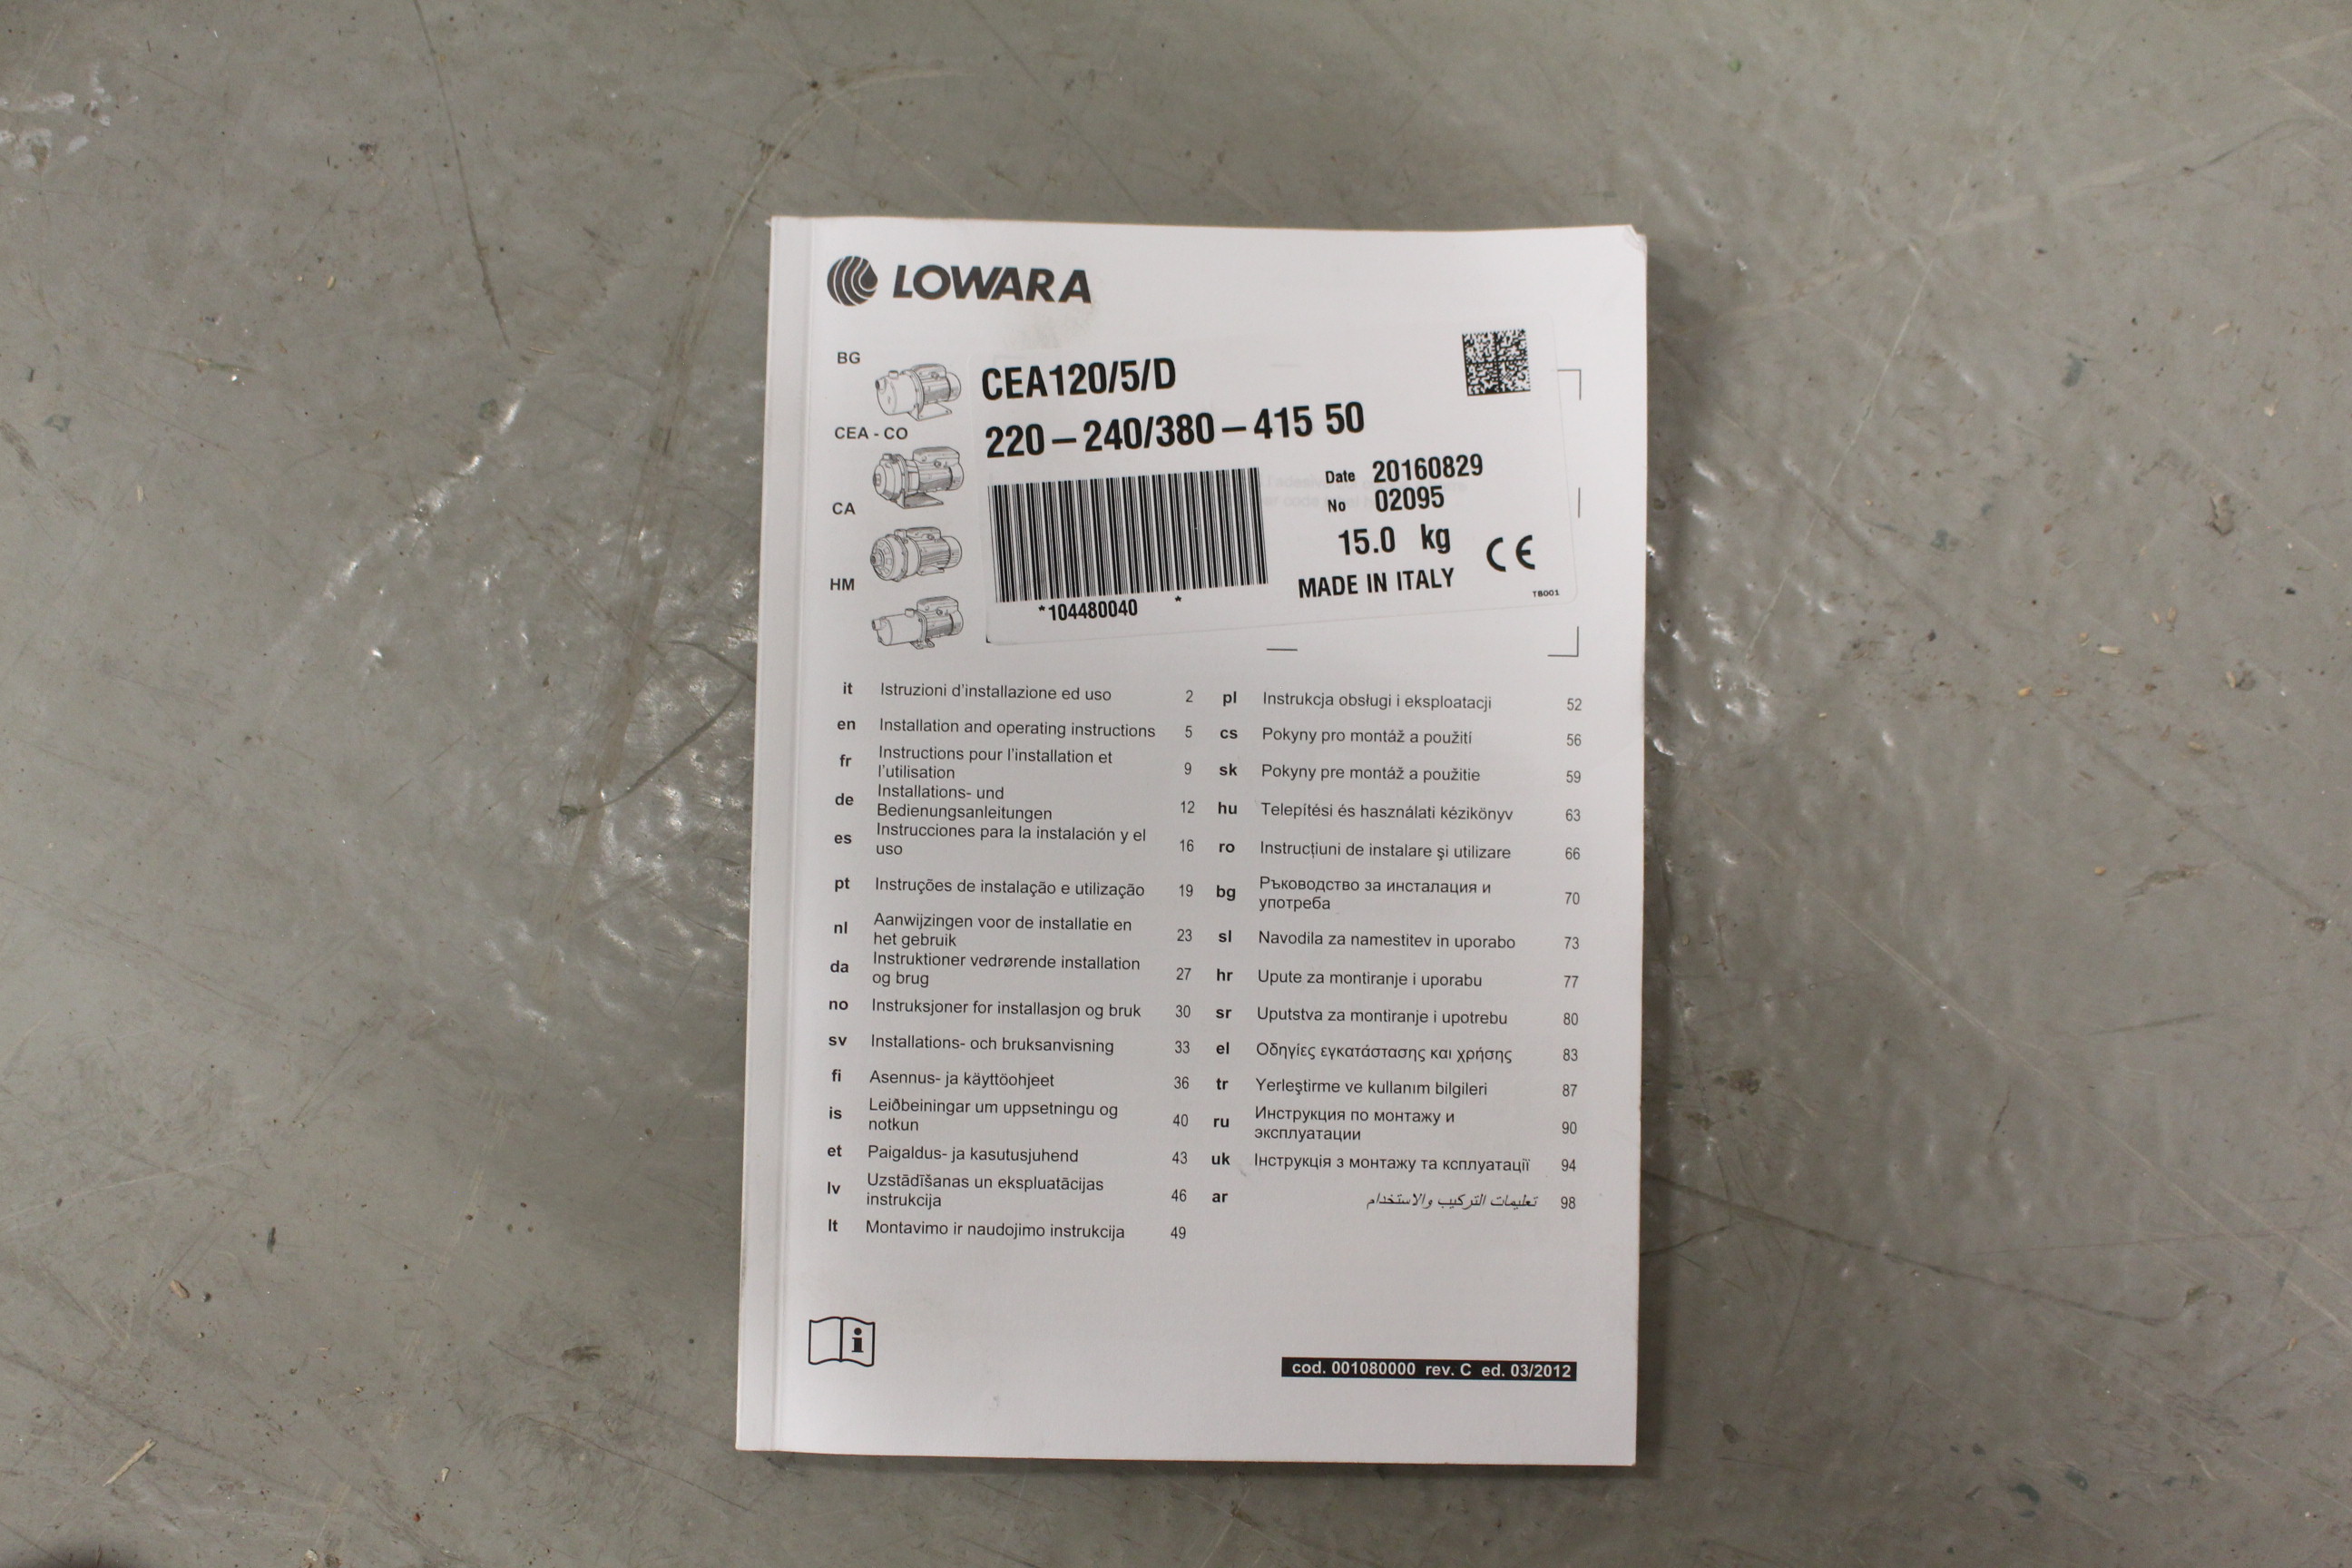 LOWARA
BG
CEA - CO
CA
HM
CEA120/5/D
220–240/380–415 50
Date 20160829
No 02095
15.0 kg
CE
MADE IN ITALY
TB001
*104480040 *
it Istruzioni d'installazione ed uso 2
en Installation and operating instructions 5
fr Instructions pour l'installation et
l'utilisation 9
de Installations- und
Bedienungsanleitungen 12
es Instrucciones para la instalación y el
uso 16
pt Instruções de instalação e utilização 19
nl Aanwijzingen voor de installatie en
het gebruik 23
da Instruktioner vedrørende installation
og brug 27
no Instruksjoner for installasjon og bruk 30
sv Installations- och bruksanvisning 33
fi Asennus- ja käyttöohjeet 36
is Leiðbeiningar um uppsetningu og
notkun 40
et Paigaldus- ja kasutusjuhend 43
lv Uzstādīšanas un ekspluatācijas
instrukcija 46
lt Montavimo ir naudojimo instrukcija 49
pl Instrukcja obsługi i eksploatacji 52
cs Pokyny pro montáž a použití 56
sk Pokyny pre montáž a použitie 59
hu Telepítési és használati kézikönyv 63
ro Instrucțiuni de instalare şi utilizare 66
bg Ръководство за инсталация и
употреба 70
sl Navodila za namestitev in uporabo 73
hr Upute za montiranje i uporabu 77
sr Uputstva za montiranje i upotrebu 80
el Οδηγίες εγκατάστασης και χρήσης 83
tr Yerleştirme ve kullanım bilgileri 87
ru Инструкция по монтажу и
эксплуатации 90
uk Інструкція з монтажу та ксплуатації 94
ar تعليمات التركيب والاستخدام 98
i
cod. 001080000 rev. C ed. 03/2012